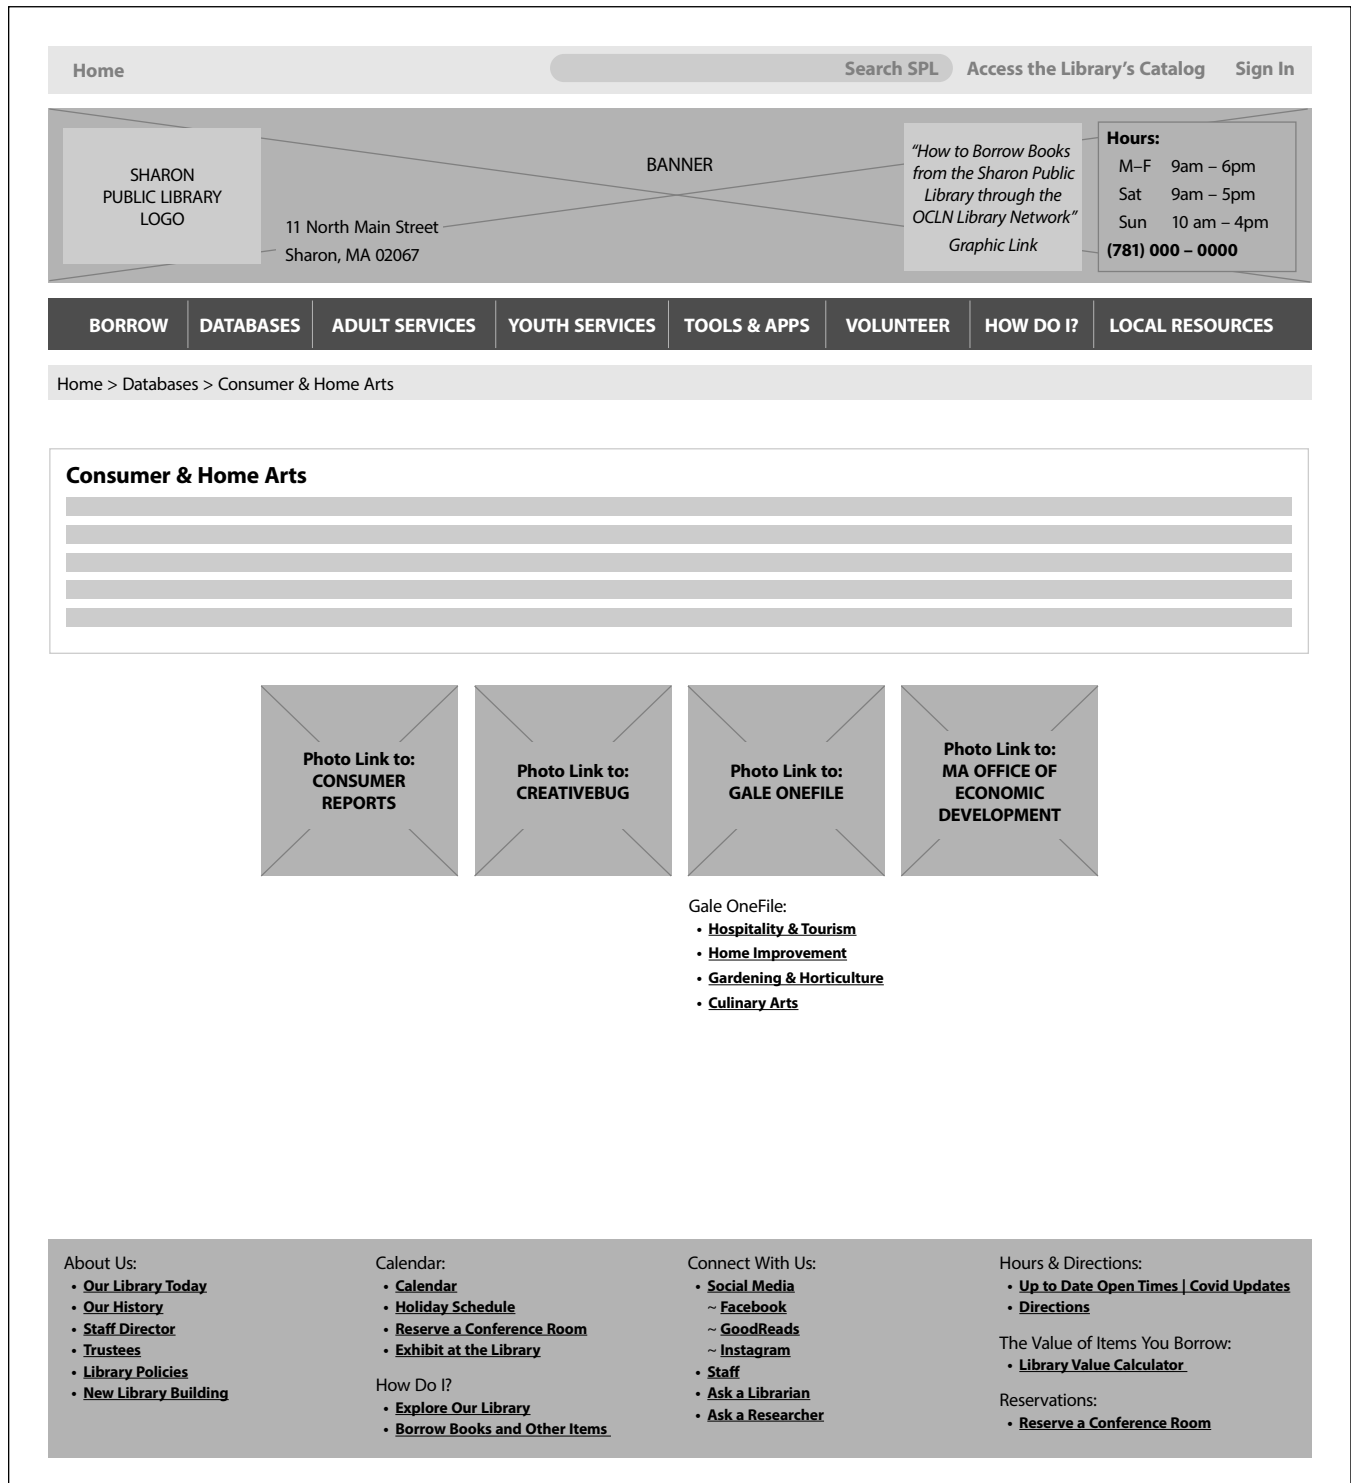 Home
Search SPL
Access the Library’s Catalog
Sign In
SHARON
PUBLIC LIBRARY
LOGO
11 North Main Street
Sharon, MA 02067
BANNER
“How to Borrow Books
from the Sharon Public
Library through the
OCLN Library Network”
Graphic Link
Hours:
M–F 9am – 6pm
Sat 9am – 5pm
Sun 10 am – 4pm
(781) 000 – 0000
BORROW
DATABASES
ADULT SERVICES
YOUTH SERVICES
TOOLS & APPS
VOLUNTEER
HOW DO I?
LOCAL RESOURCES
Home > Databases > Consumer & Home Arts
Consumer & Home Arts
Photo Link to:
CONSUMER
REPORTS
Photo Link to:
CREATIVEBUG
Photo Link to:
GALE ONEFILE
Photo Link to:
MA OFFICE OF
ECONOMIC
DEVELOPMENT
Gale OneFile:
• Hospitality & Tourism
• Home Improvement
• Gardening & Horticulture
• Culinary Arts
About Us:
• Our Library Today
• Our History
• Staff Director
• Trustees
• Library Policies
• New Library Building
Calendar:
• Calendar
• Holiday Schedule
• Reserve a Conference Room
• Exhibit at the Library
How Do I?
• Explore Our Library
• Borrow Books and Other Items
Connect With Us:
• Social Media
~ Facebook
~ GoodReads
~ Instagram
• Staff
• Ask a Librarian
• Ask a Researcher
Hours & Directions:
• Up to Date Open Times | Covid Updates
• Directions
The Value of Items You Borrow:
• Library Value Calculator
Reservations:
• Reserve a Conference Room